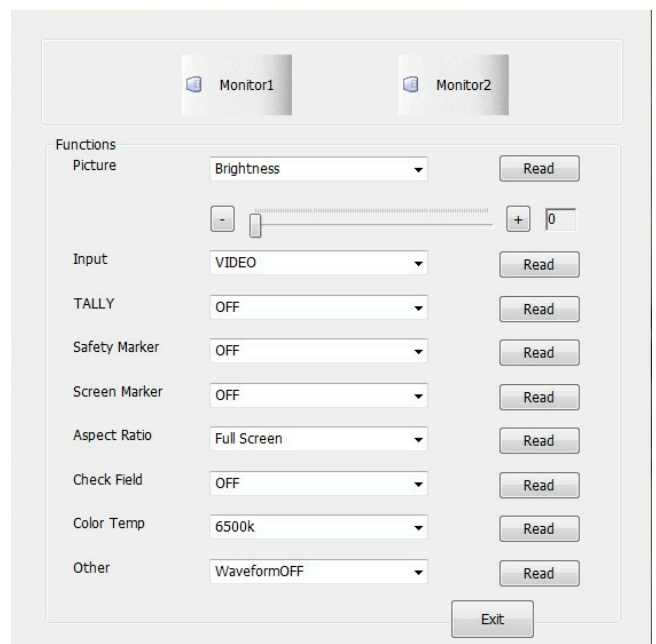 Monitor1 Monitor2
Functions
Picture Brightness Read
- + 0
Input VIDEO Read
TALLY OFF Read
Safety Marker OFF Read
Screen Marker OFF Read
Aspect Ratio Full Screen Read
Check Field OFF Read
Color Temp 6500k Read
Other WaveformOFF Read
Exit